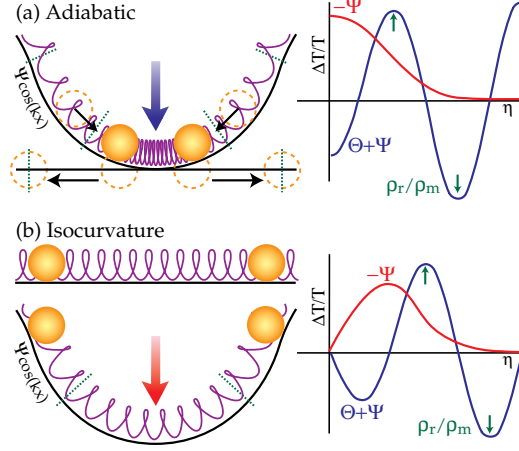 (a) Adiabatic
Ψcos(kx)
−Ψ
ΔT/T
η
Θ+Ψ
ρr/ρm
(b) Isocurvature
Ψcos(kx)
−Ψ
ΔT/T
η
Θ+Ψ
ρr/ρm